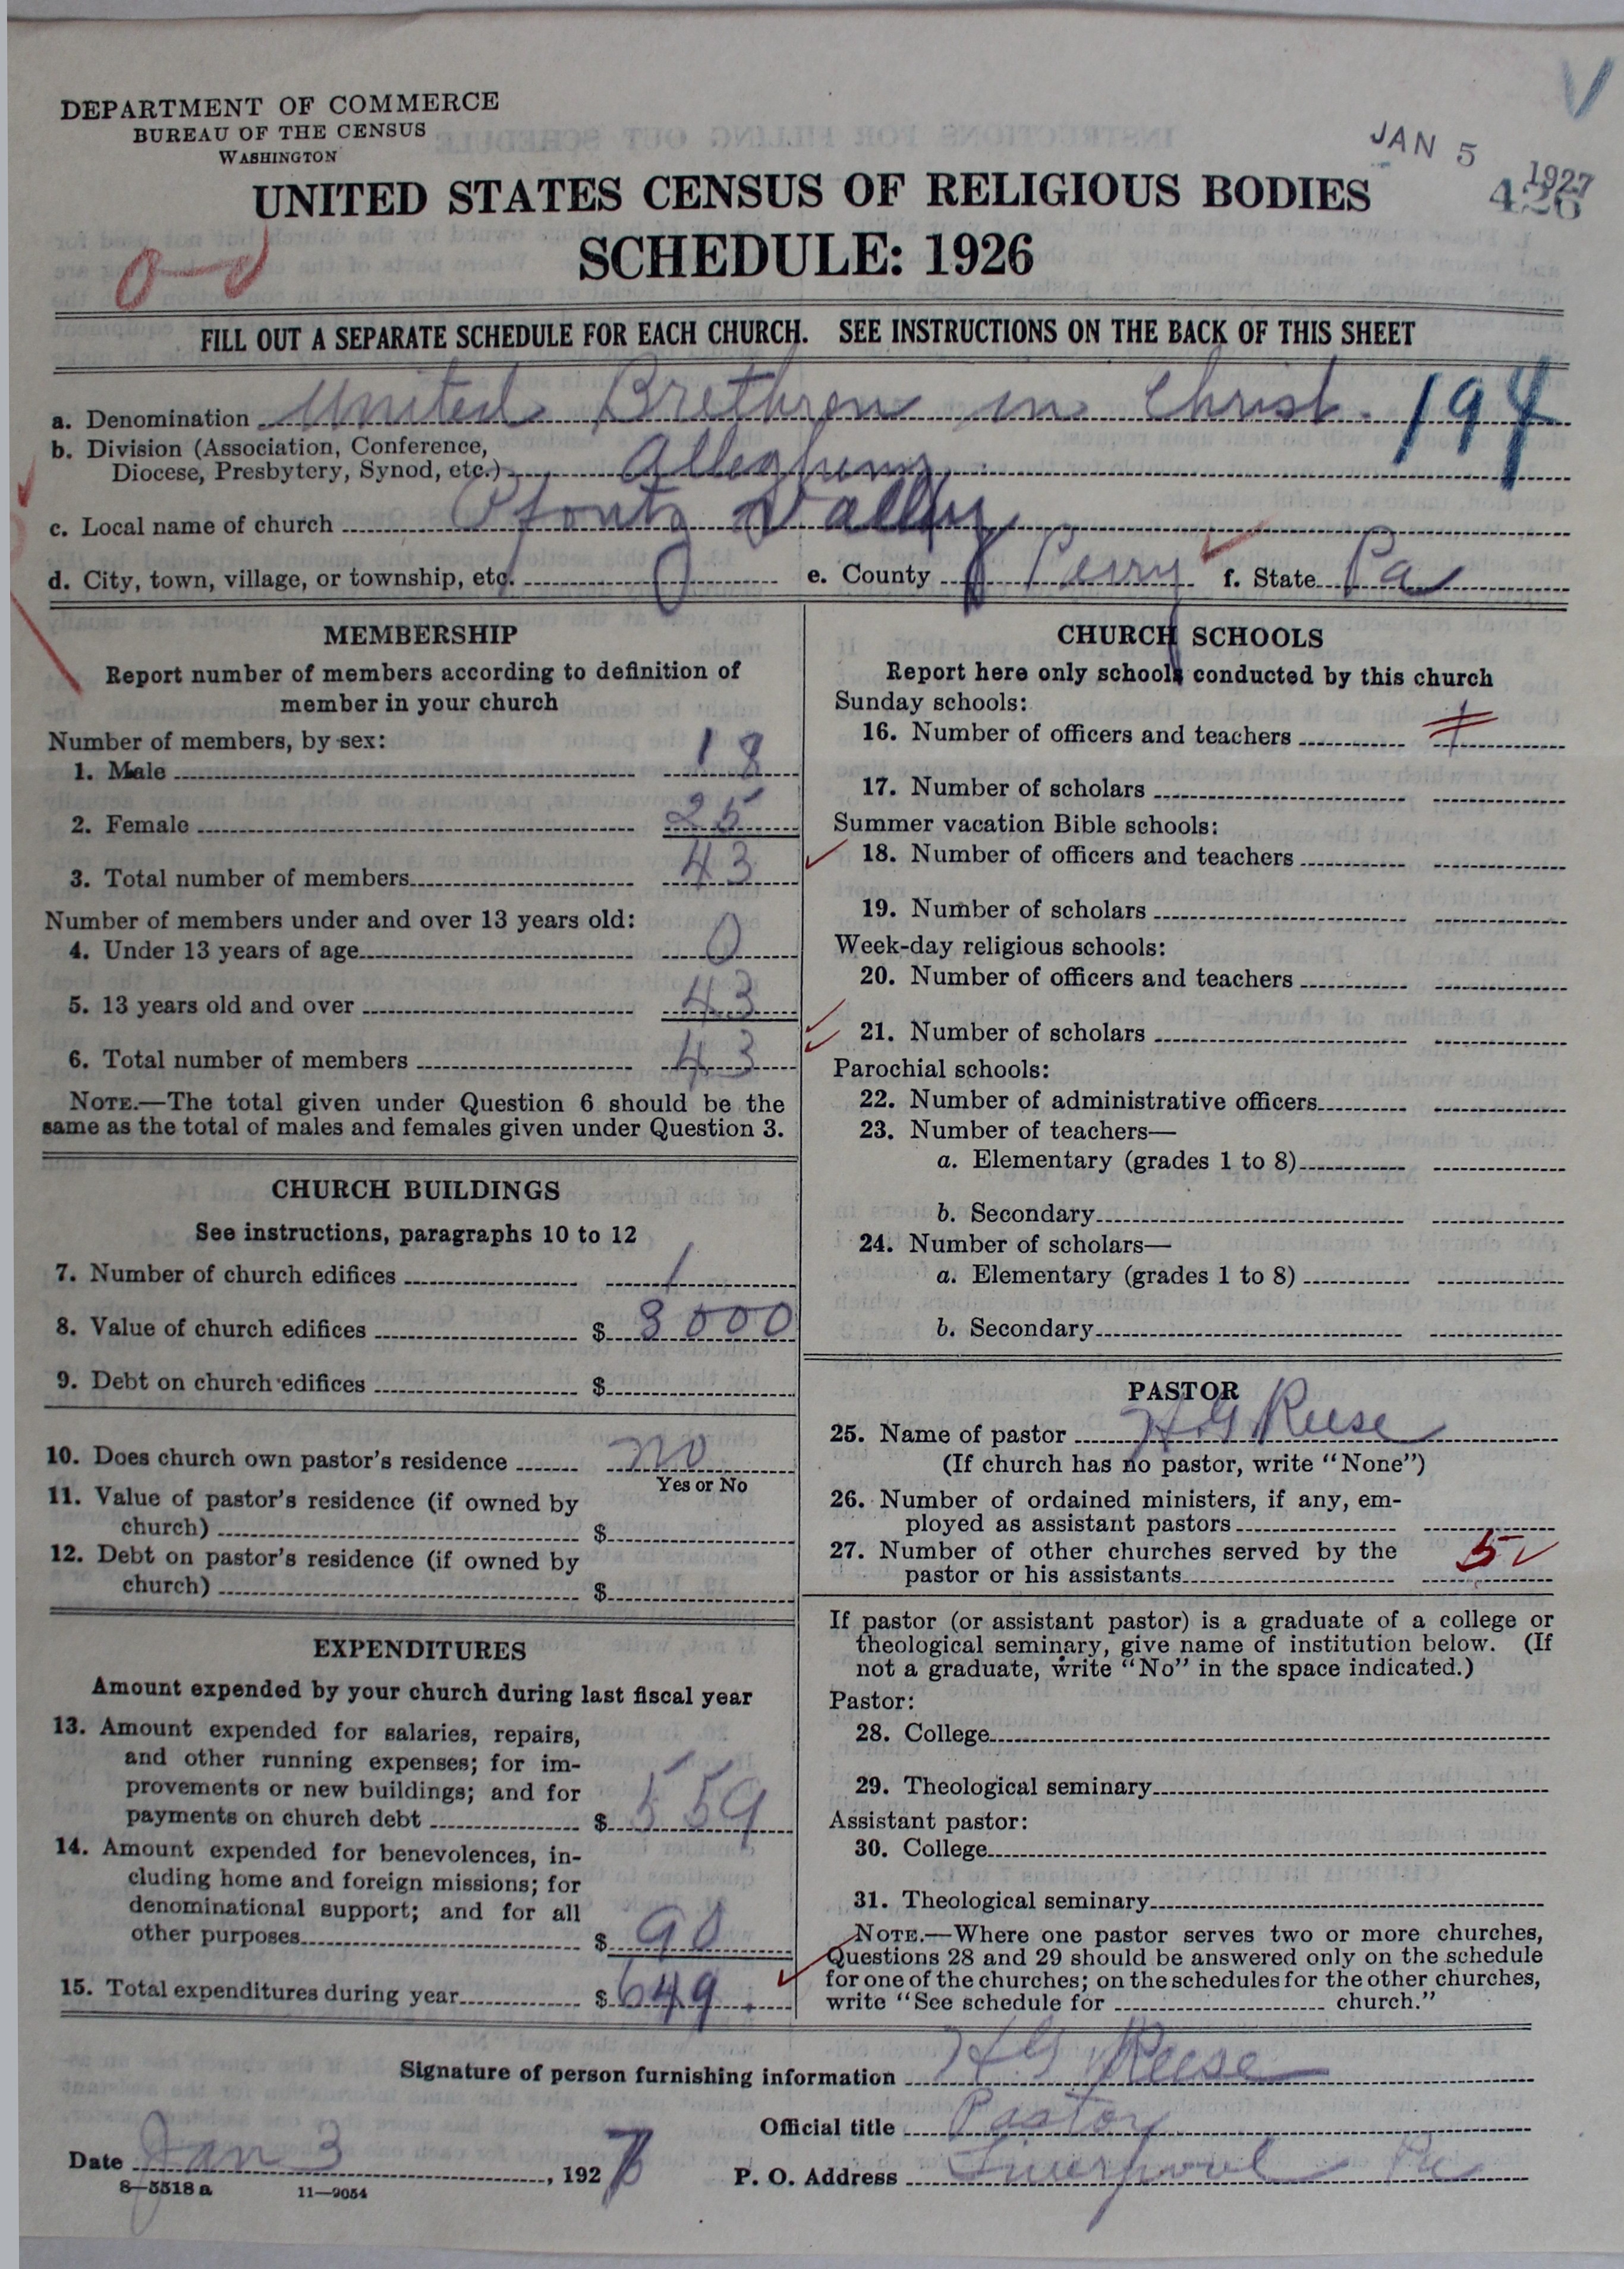 DEPARTMENT OF COMMERCE
BUREAU OF THE CENSUS
WASHINGTON
JAN 5 1927
426
UNITED STATES CENSUS OF RELIGIOUS BODIES
SCHEDULE: 1926
FILL OUT A SEPARATE SCHEDULE FOR EACH CHURCH. SEE INSTRUCTIONS ON THE BACK OF THIS SHEET
a. Denomination United Brethren in Christ. 194
b. Division (Association, Conference,
Diocese, Presbytery, Synod, etc.) Allegheny
c. Local name of church Pfoutz Valley
d. City, town, village, or township, etc. 0 e. County Perry f. State Pa
MEMBERSHIP
Report number of members according to definition of
member in your church
Number of members, by sex:
1. Male 18
2. Female 25
3. Total number of members 43
Number of members under and over 13 years old:
4. Under 13 years of age 0
5. 13 years old and over 43
6. Total number of members 43
NOTE.—The total given under Question 6 should be the
same as the total of males and females given under Question 3.
CHURCH BUILDINGS
See instructions, paragraphs 10 to 12
7. Number of church edifices 1
8. Value of church edifices $ 3000
9. Debt on church edifices $
10. Does church own pastor's residence no
Yes or No
11. Value of pastor's residence (if owned by
church) $
12. Debt on pastor's residence (if owned by
church) $
EXPENDITURES
Amount expended by your church during last fiscal year
13. Amount expended for salaries, repairs,
and other running expenses; for im-
provements or new buildings; and for
payments on church debt $ 559
14. Amount expended for benevolences, in-
cluding home and foreign missions; for
denominational support; and for all
other purposes $ 90
15. Total expenditures during year $ 649.
CHURCH SCHOOLS
Report here only schools conducted by this church
Sunday schools:
16. Number of officers and teachers
17. Number of scholars
Summer vacation Bible schools:
18. Number of officers and teachers
19. Number of scholars
Week-day religious schools:
20. Number of officers and teachers
21. Number of scholars
Parochial schools:
22. Number of administrative officers
23. Number of teachers—
a. Elementary (grades 1 to 8)
b. Secondary
24. Number of scholars—
a. Elementary (grades 1 to 8)
b. Secondary
PASTOR
25. Name of pastor H G Reese
(If church has no pastor, write "None")
26. Number of ordained ministers, if any, em-
ployed as assistant pastors
27. Number of other churches served by the
pastor or his assistants 5
If pastor (or assistant pastor) is a graduate of a college or
theological seminary, give name of institution below. (If
not a graduate, write "No" in the space indicated.)
Pastor:
28. College
29. Theological seminary
Assistant pastor:
30. College
31. Theological seminary
NOTE.—Where one pastor serves two or more churches,
Questions 28 and 29 should be answered only on the schedule
for one of the churches; on the schedules for the other churches,
write "See schedule for church."
Signature of person furnishing information H. G Reese
Official title Pastor
Date Jan 3, 1927 P. O. Address Liverpool Pa
8—5518 a 11—9054